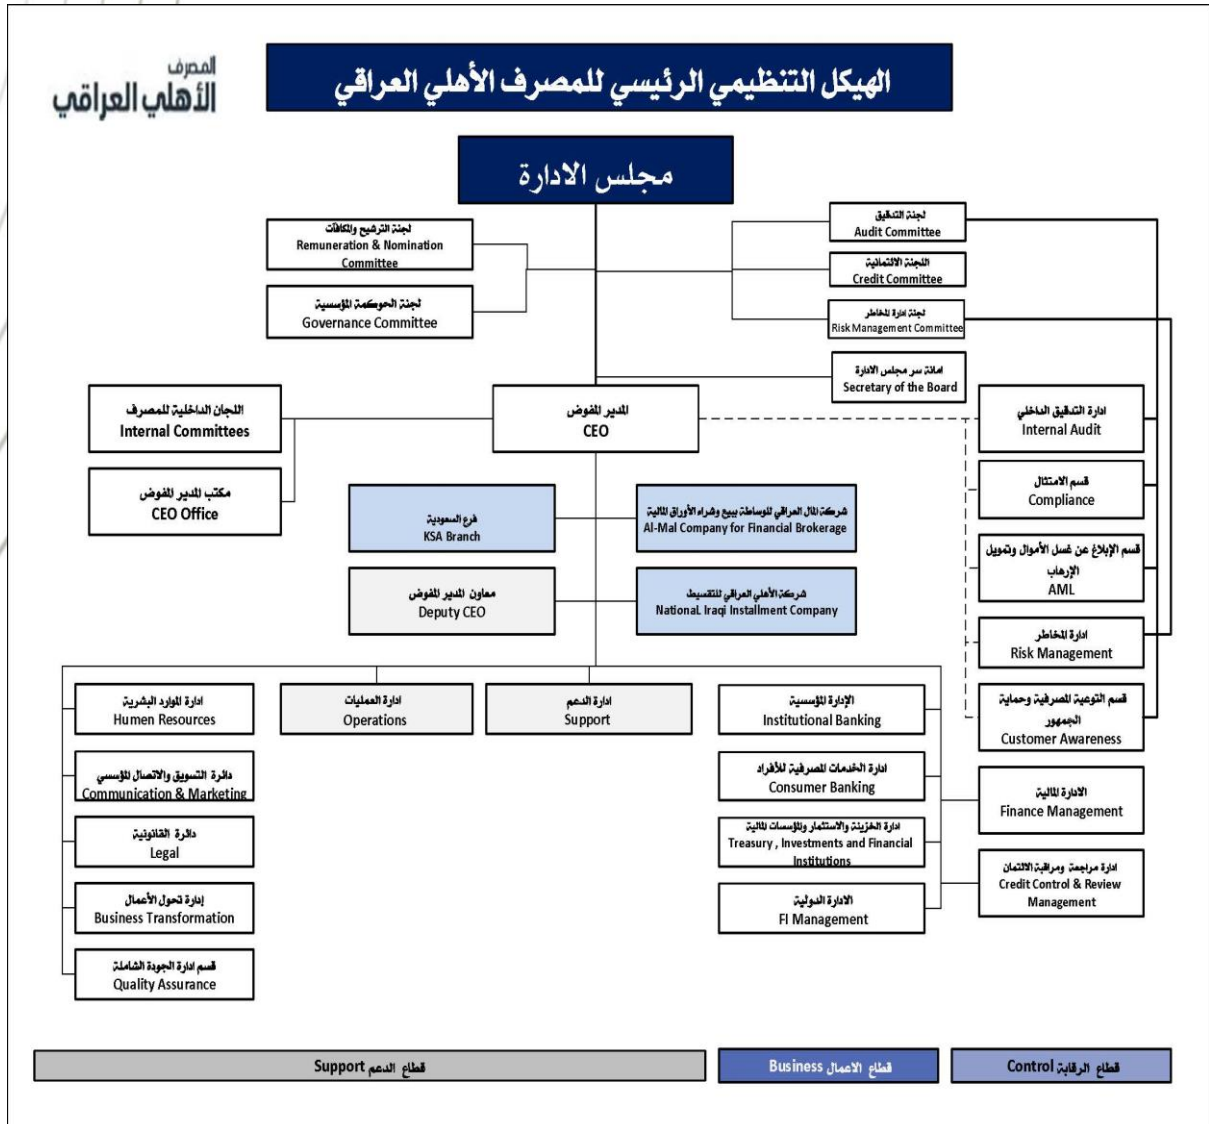 المصرف
الأهلي العراقي
الهيكل التنظيمي الرئيسي للمصرف الأهلي العراقي
مجلس الادارة
لجنة الترشيح والمكافآت
Remuneration & Nomination
Committee
لجنة الحوكمة المؤسسية
Governance Committee
لجنة التدقيق
Audit Committee
اللجنة الائتمانية
Credit Committee
لجنة ادارة المخاطر
Risk Management Committee
امانة سر مجلس الادارة
Secretary of the Board
اللجان الداخلية للمصرف
Internal Committees
مكتب المدير المفوض
CEO Office
المدير المفوض
CEO
ادارة التدقيق الداخلي
Internal Audit
قسم الامتثال
Compliance
قسم الإبلاغ عن غسل الأموال وتمويل
الإرهاب
AML
ادارة المخاطر
Risk Management
قسم التوعية المصرفية وحماية
الجمهور
Customer Awareness
فرع السعودية
KSA Branch
شركة المال العراقي للوساطة ببيع وشراء الأوراق المالية
Al-Mal Company for Financial Brokerage
معاون المدير المفوض
Deputy CEO
شركة الأهلي العراقي للتقسيط
NationaL Iraqi Installment Company
ادارة الموارد البشرية
Humen Resources
دائرة التسويق والاتصال المؤسسي
Communication & Marketing
دائرة القانونية
Legal
إدارة تحول الأعمال
Business Transformation
قسم ادارة الجودة الشاملة
Quality Assurance
ادارة العمليات
Operations
ادارة الدعم
Support
الإدارة المؤسسية
Institutional Banking
ادارة الخدمات المصرفية للأفراد
Consumer Banking
ادارة الخزينة والاستثمار والمؤسسات المالية
Treasury , Investments and Financial
Institutions
الادارة الدولية
FI Management
الادارة المالية
Finance Management
ادارة مراجعة ومراقبة الائتمان
Credit Control & Review
Management
قطاع الدعم Support
قطاع الاعمال Business
قطاع الرقابة Control